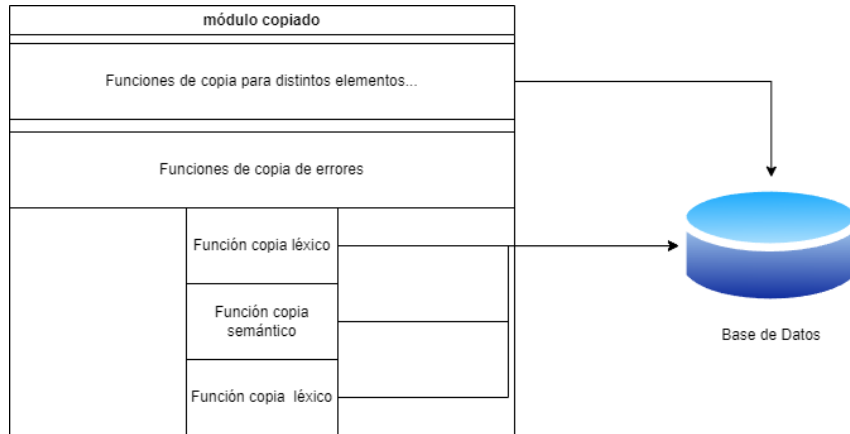 módulo copiado
Funciones de copia para distintos elementos...
Funciones de copia de errores
Función copia léxico
Función copia
semántico
Función copia léxico
Base de Datos